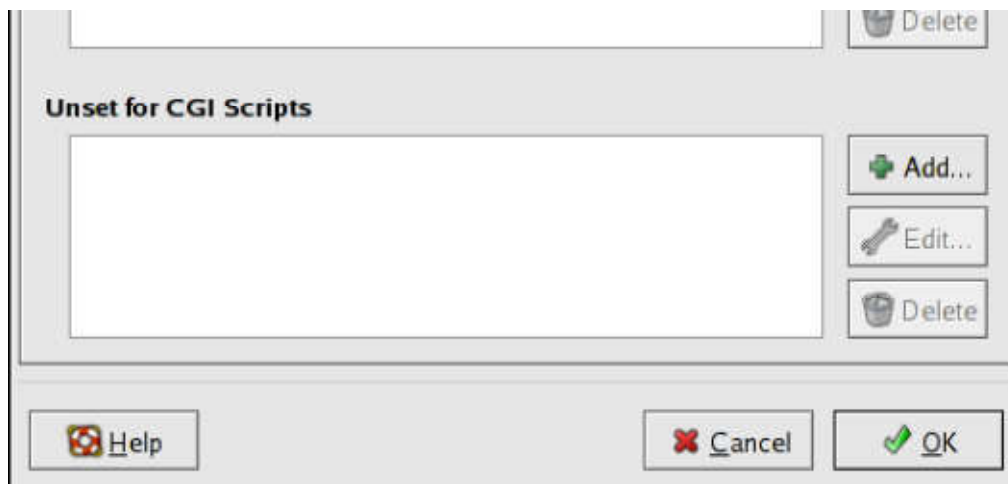 Delete
Unset for CGI Scripts
Add...
Edit...
Delete
Help
Cancel
OK